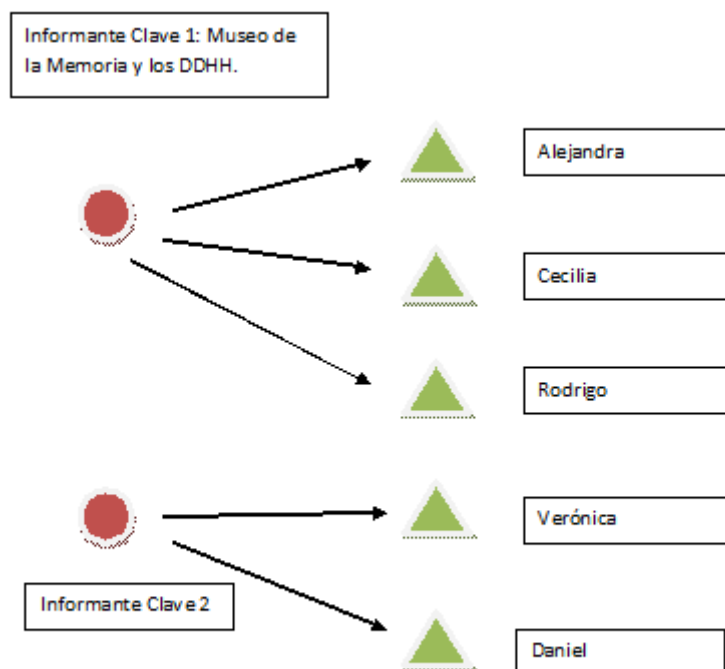 Informante Clave 1: Museo de
la Memoria y los DDHH.
Alejandra
Cecilia
Rodrigo
Verónica
Informante Clave 2
Daniel